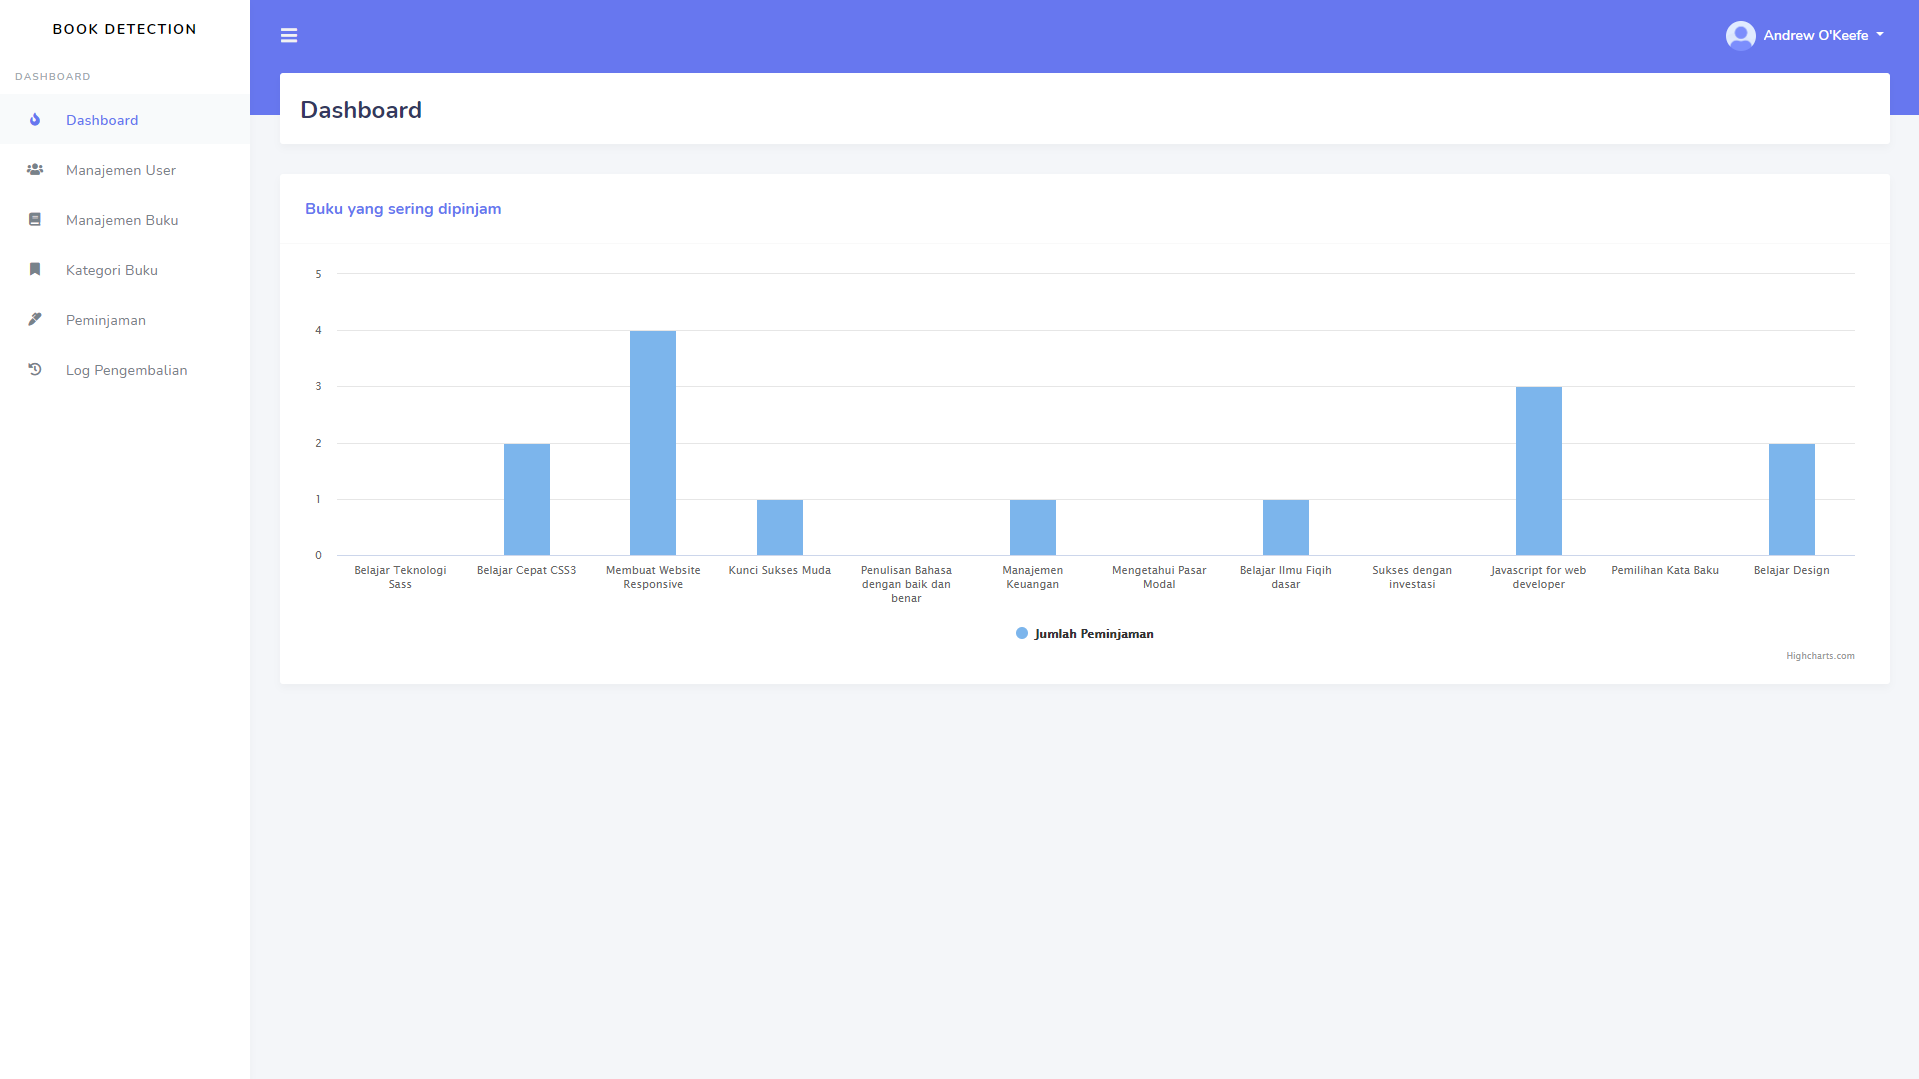 BOOK DETECTION
DASHBOARD
Dashboard
Manajemen User
Manajemen Buku
Kategori Buku
Peminjaman
Log Pengembalian
Andrew O'Keefe
Dashboard
Buku yang sering dipinjam
5
4
3
2
1
0
Belajar Teknologi
Sass
Belajar Cepat CSS3
Membuat Website
Responsive
Kunci Sukses Muda
Penulisan Bahasa
dengan baik dan
benar
Manajemen
Keuangan
Mengetahui Pasar
Modal
Belajar Ilmu Fiqih
dasar
Sukses dengan
investasi
Javascript for web
developer
Pemilihan Kata Baku
Belajar Design
Jumlah Peminjaman
Highcharts.com